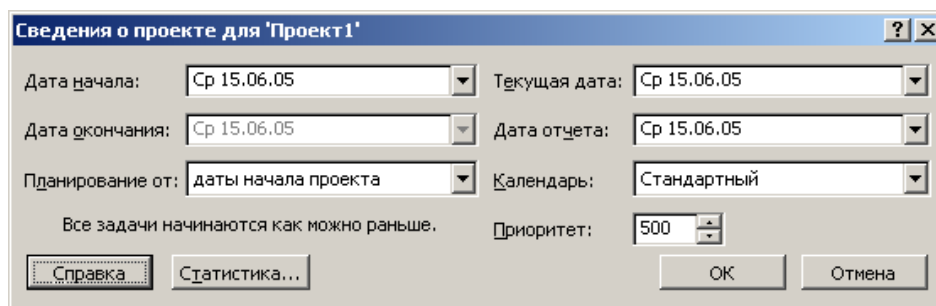 Сведения о проекте для 'Проект1'
Дата начала: Ср 15.06.05 Текущая дата: Ср 15.06.05
Дата окончания: Ср 15.06.05 Дата отчета: Ср 15.06.05
Планирование от: даты начала проекта Календарь: Стандартный
Все задачи начинаются как можно раньше. Приоритет: 500
Справка Статистика... ОК Отмена